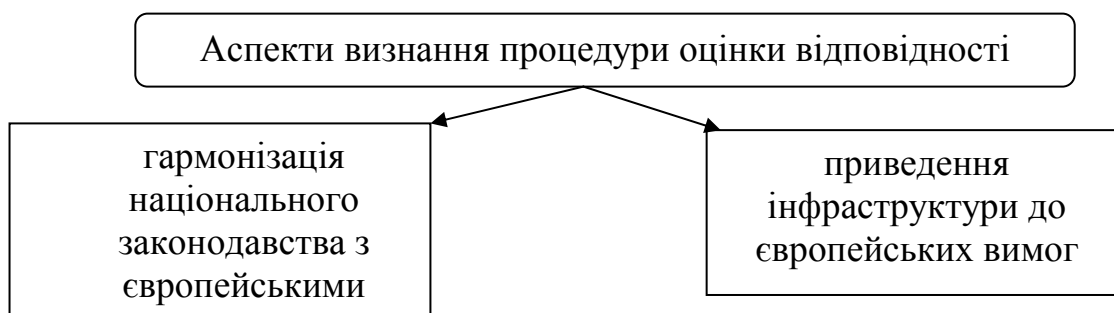 Аспекти визнання процедури оцінки відповідності
гармонізація
національного
законодавства з
європейськими
приведення
інфраструктури до
європейських вимог